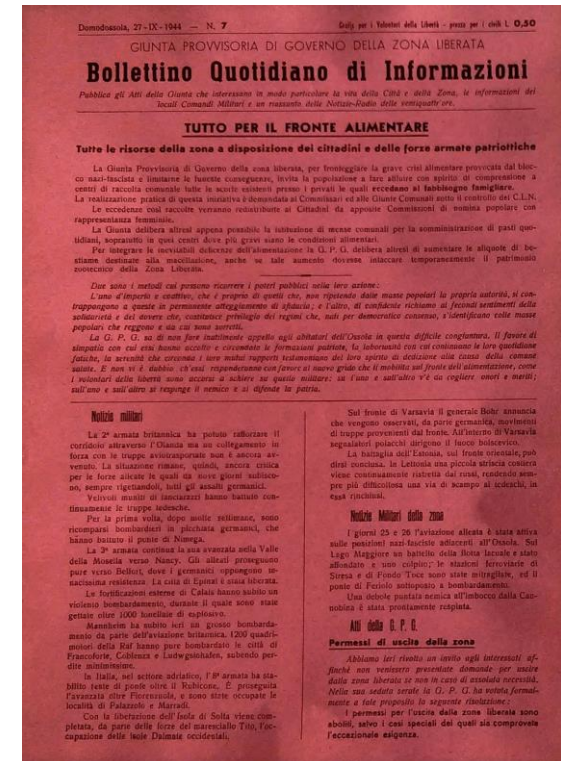 Domodossola, 27-IX-1944 — N. 7
Gratis per i Volontari della Libertà - prezzo per i civili L. 0,50
GIUNTA PROVVISORIA DI GOVERNO DELLA ZONA LIBERATA
Bollettino Quotidiano di Informazioni
Pubblica gli Atti della Giunta che interessano in modo particolare la vita della Città e della Zona, le informazioni dei
locali Comandi Militari e un riassunto delle Notizie-Radio delle ventiquattr'ore.
TUTTO PER IL FRONTE ALIMENTARE
Tutte le risorse della zona a disposizione dei cittadini e delle forze armate patriottiche
La Giunta Provvisoria di Governo della zona liberata, per fronteggiare la grave crisi alimentare provocata dal bloc-
co nazi-fascista e limitarne le funeste conseguenze, invita la popolazione a fare affluire con spirito di comprensione a
centri di raccolta comunale tutte le scorte esistenti presso i privati le quali eccedano al fabbisogno famigliare.
La realizzazione pratica di questa iniziativa è demandata ai Commissari ed alle Giunte Comunali sotto il controllo dei C.L.N.
Le eccedenze così raccolte verranno redistribuite ai Cittadini da apposite Commissioni di nomina popolare con
rappresentanza femminile.
La Giunta delibera altresì appena possibile la istituzione di mense comunali per la somministrazione di pasti quo-
tidiani, sopratutto in quei centri dove più gravi siano le condizioni alimentari.
Per integrare le inevitabili deficenze dell'alimentazione la G. P. G. delibera altresì di aumentare le aliquote di be-
stiame destinate alla macellazione, anche se tale aumento dovesse intaccare temporaneamente il patrimonio
zootecnico della Zona Liberata.
Due sono i metodi cui possono ricorrere i poteri pubblici nella loro azione:
L'uno d'imperio e coattivo, che è proprio di quelli che, non ripetendo dalle masse popolari la propria autorità, si con-
trappongono a queste in permanente atteggiamento di sfiducia; e l'altro, di confidente richiamo ai fecondi sentimenti della
solidarietà e del dovere che, costituisce privilegio dei regimi che, nati per democratico consenso, s'identificano colle masse
popolari che reggono e da cui sono sorretti.
La G. P. G. sa di non fare inutilmente appello agli abitatori dell'Ossola in questa difficile congiuntura. Il favore di
simpatia con cui essi hanno accolto e circondato le formazioni patriote, la laboriosità con cui continuano le loro quotidiane
fatiche, la serenità che circonda i loro mutui rapporti testimoniano del loro spirito di dedizione alla causa della comune
salute. E non vi è dubbio ch'essi risponderanno con favore al nuovo grido che li mobilita sul fronte dell'alimentazione, come
i volontari della libertà sono accorsi a schiere su quello militare: su l'uno e sull'altro v'è da cogliere onori e meriti;
sull'uno e sull'altro si respinge il nemico e si difende la patria.
Notizie militari
La 2ª armata britannica ha potuto rafforzare il
corridoio attraverso l'Olanda ma un collegamento in
forza con le truppe aviotrasportate non è ancora av-
venuto. La situazione rimane, quindi, ancora critica
per le forze alleate le quali da nove giorni subisco-
no, sempre rigettandoli, tutti gli assalti germanici.
Velivoli muniti di lanciarazzi hanno battuto con-
tinuamente le truppe tedesche.
Per la prima volta, dopo molte settimane, sono
ricomparsi bombardieri in picchiata germanici, che
hanno battuto il ponte di Nimega.
La 3ª armata continua la sua avanzata nella Valle
della Mosella verso Nancy. Gli alleati proseguono
pure verso Belfort, dove i germanici oppongono te-
nacissima resistenza. La città di Epinal è stata liberata.
Le fortificazioni esterne di Calais hanno subito un
violento bombardamento, durante il quale sono state
gettate oltre 1000 tonellate di esplosivo.
Mannheim ha subito ieri un grosso bombarda-
mento da parte dell'aviazione britannica. 1200 quadri-
motori della Raf hanno pure bombardato le città di
Francoforte, Coblenza e Ludwigshafen, subendo per-
dite minimissime.
In Italia, nel settore adriatico, l'8ª armata ha sta-
bilito teste di ponte oltre il Rubicone. È proseguita
l'avanzata oltre Fiorenzuola, e sono state occupate le
località di Palazzolo e Marradi.
Con la liberazione dell'Isola di Solta viene com-
pletata, da parte delle forze del maresciallo Tito, l'oc-
cupazione delle isole Dalmate occidentali.
Sul fronte di Varsavia il generale Bohr annuncia
che vengono osservati, da parte germanica, movimenti
di truppe provenienti dal fronte. All'interno di Varsavia
segnalatori polacchi dirigono il fuoco bolscevico.
La battaglia dell'Estonia, sul fronte orientale, può
dirsi conclusa. In Lettonia una piccola striscia costiera
viene continuamente ristretta dai russi, rendendo sem-
pre più difficoltosa una via di scampo ai tedeschi, in
essa rinchiusi.
Notizie Militari della zona
I giorni 25 e 26 l'aviazione alleata è stata attiva
sulle posizioni nazi-fasciste adiacenti all'Ossola. Sul
Lago Maggiore un battello della flotta lacuale è stato
affondato e uno colpito; le stazioni ferroviarie di
Stresa e di Fondo Toce sono state mitragliate, ed il
ponte di Feriolo sottoposto a bombardamento.
Una debole puntata nemica all'imbocco della Can-
nobina è stata prontamente respinta.
Atti della G. P. G.
Permessi di uscita dalla zona
Abbiamo ieri rivolto un invito agli interessati af-
finchè non venissero presentate domande per uscire
dalla zona liberata se non in caso di assoluta necessità.
Nella sua seduta serale la G. P. G. ha votato formal-
mente a tale proposito la seguente risoluzione:
I permessi per l'uscita dalla zona liberata sono
aboliti, salvo i casi speciali dei quali sia comprovata
l'eccezionale esigenza.